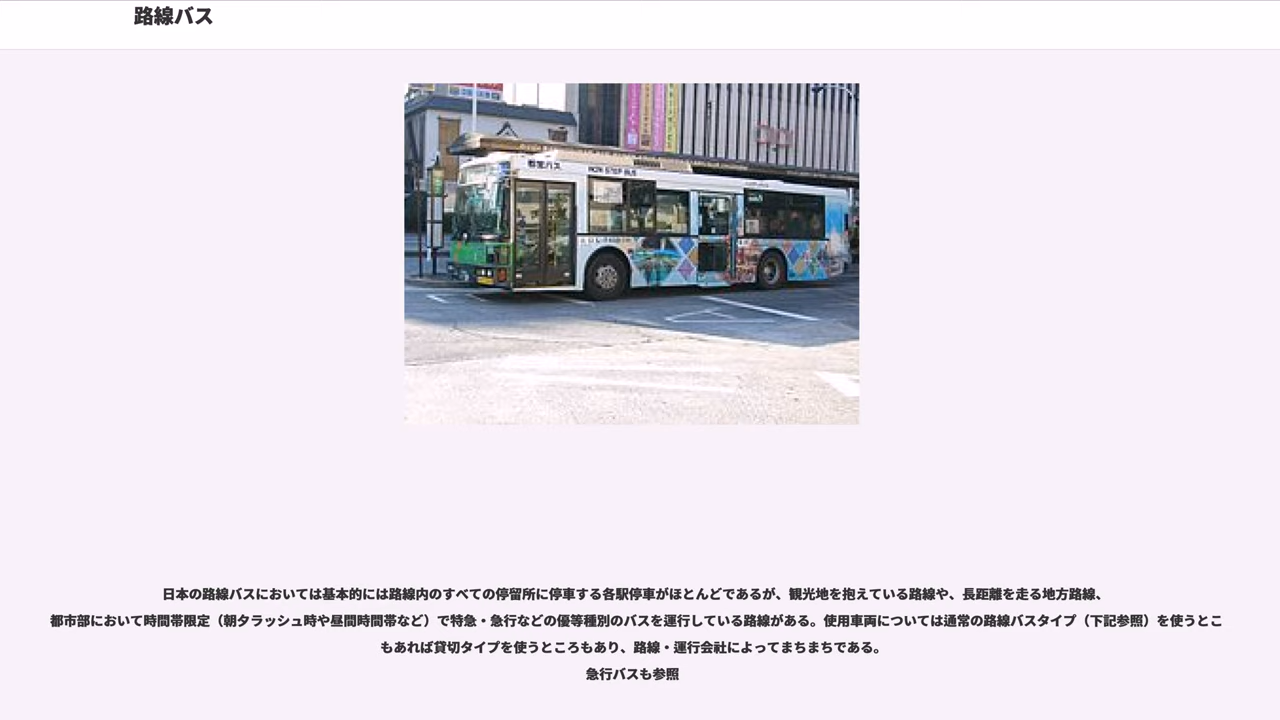 路線バス
都営バス
NON STEP BUS
日本の路線バスにおいては基本的には路線内のすべての停留所に停車する各駅停車がほとんどであるが、観光地を抱えている路線や、長距離を走る地方路線、
都市部において時間帯限定（朝夕ラッシュ時や昼間時間帯など）で特急・急行などの優等種別のバスを運行している路線がある。使用車両については通常の路線バスタイプ（下記参照）を使うとこ
もあれば貸切タイプを使うところもあり、路線・運行会社によってまちまちである。
急行バスも参照